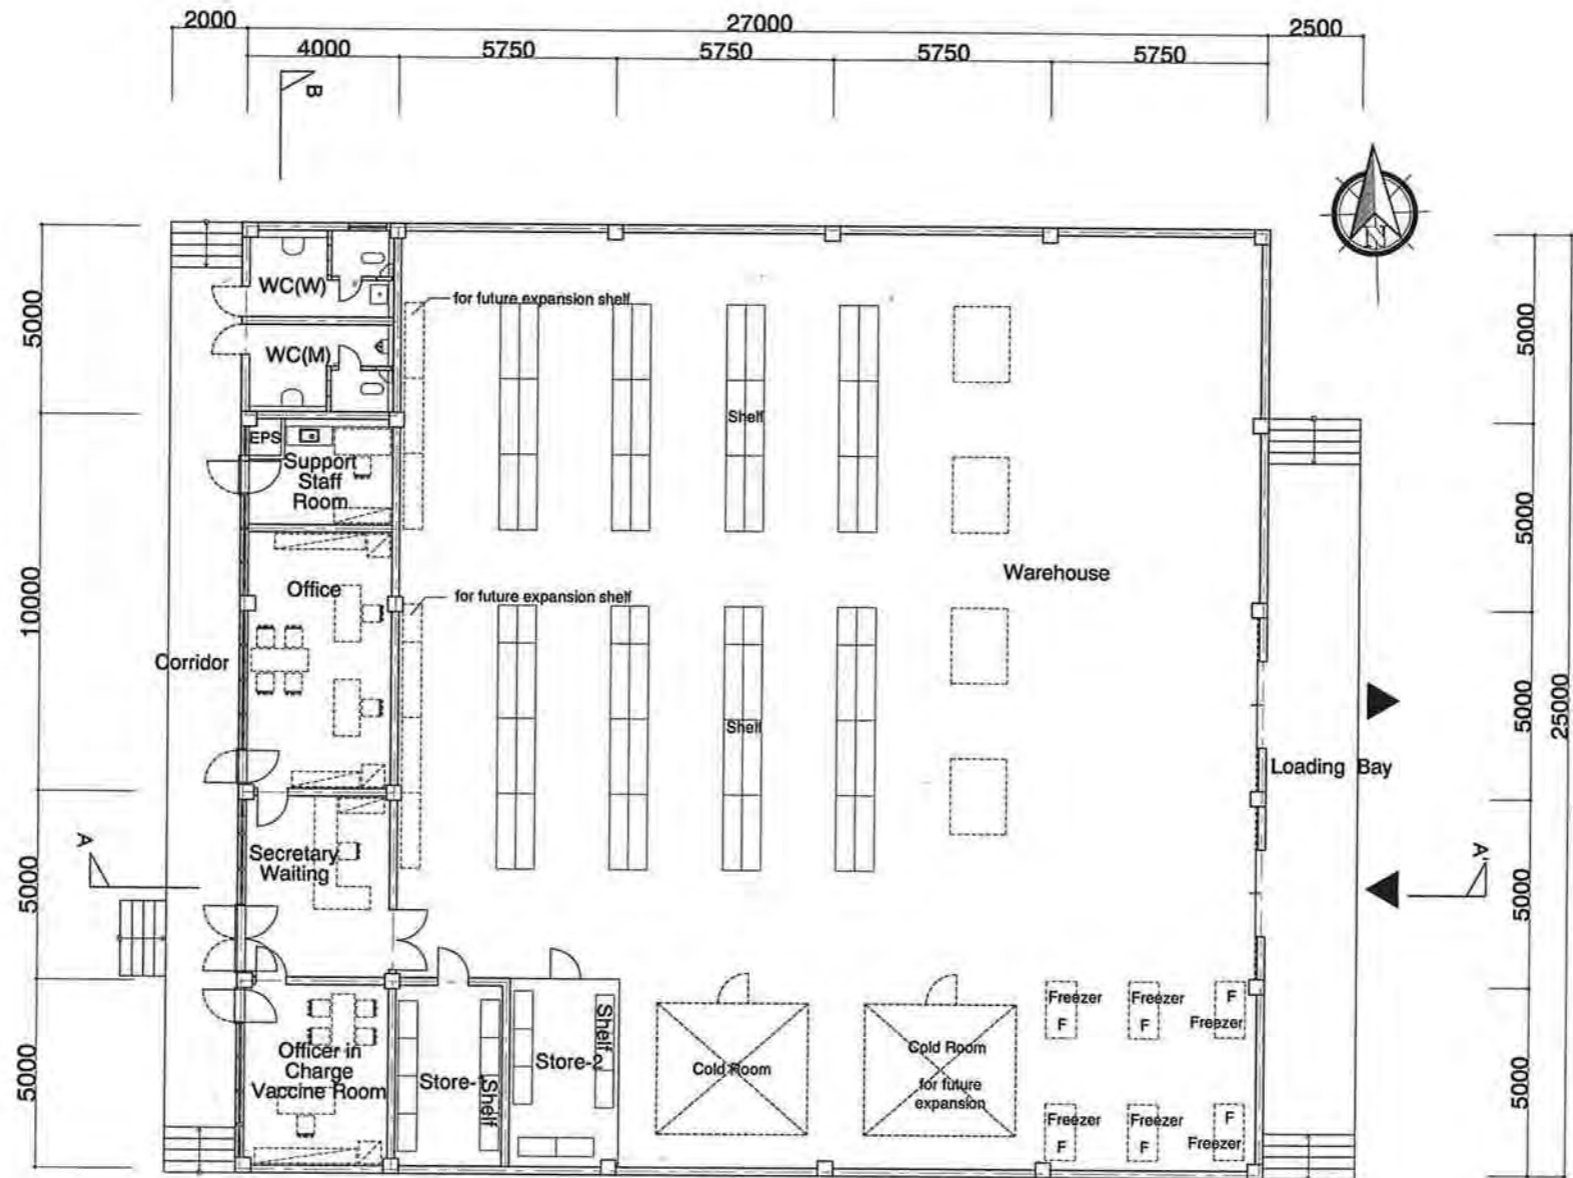 2000
27000
2500
4000
5750
5750
5750
5750
B
N
WC(W)
for future expansion shelf
5000
5000
WC(M)
Shelf
EPS
Support
Staff
Room
5000
Warehouse
Office
for future expansion shelf
10000
Corridor
5000
25000
Shelf
Loading Bay
A
Secretary
Waiting
A'
5000
5000
Freezer
Freezer
F
F
F
Freezer
Officer in
Charge
Vaccine Room
Store-1
Shelf
Store-2
Shelf
Cold Room
Cold Room
for future
expansion
5000
5000
Freezer
Freezer
F
F
F
Freezer